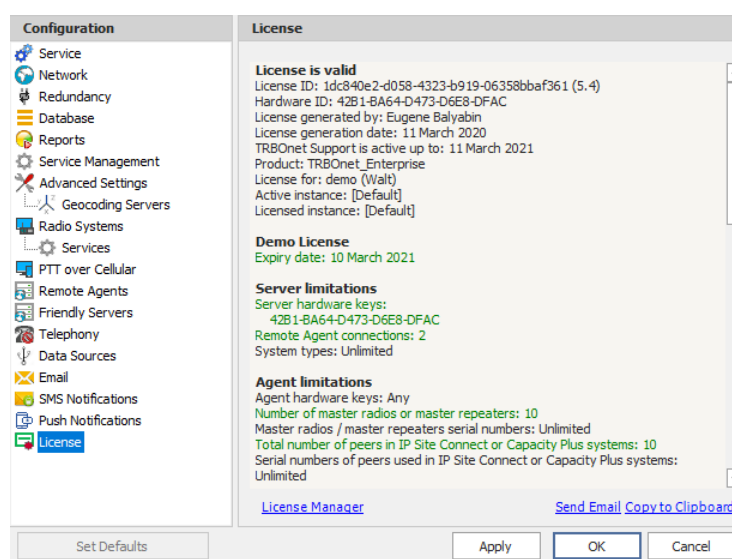 Configuration
Service
Network
Redundancy
Database
Reports
Service Management
Advanced Settings
Geocoding Servers
Radio Systems
Services
PTT over Cellular
Remote Agents
Friendly Servers
Telephony
Data Sources
Email
SMS Notifications
Push Notifications
License
License
License is valid
License ID: 1dc840e2-d058-4323-b919-06358bbaf361 (5.4)
Hardware ID: 42B1-BA64-D473-D6E8-DFAC
License generated by: Eugene Balyabin
License generation date: 11 March 2020
TRBOnet Support is active up to: 11 March 2021
Product: TRBOnet_Enterprise
License for: demo (Walt)
Active instance: [Default]
Licensed instance: [Default]
Demo License
Expiry date: 10 March 2021
Server limitations
Server hardware keys:
42B1-BA64-D473-D6E8-DFAC
Remote Agent connections: 2
System types: Unlimited
Agent limitations
Agent hardware keys: Any
Number of master radios or master repeaters: 10
Master radios / master repeaters serial numbers: Unlimited
Total number of peers in IP Site Connect or Capacity Plus systems: 10
Serial numbers of peers used in IP Site Connect or Capacity Plus systems:
Unlimited
License Manager
Send Email Copy to Clipboard
Set Defaults
Apply
OK
Cancel